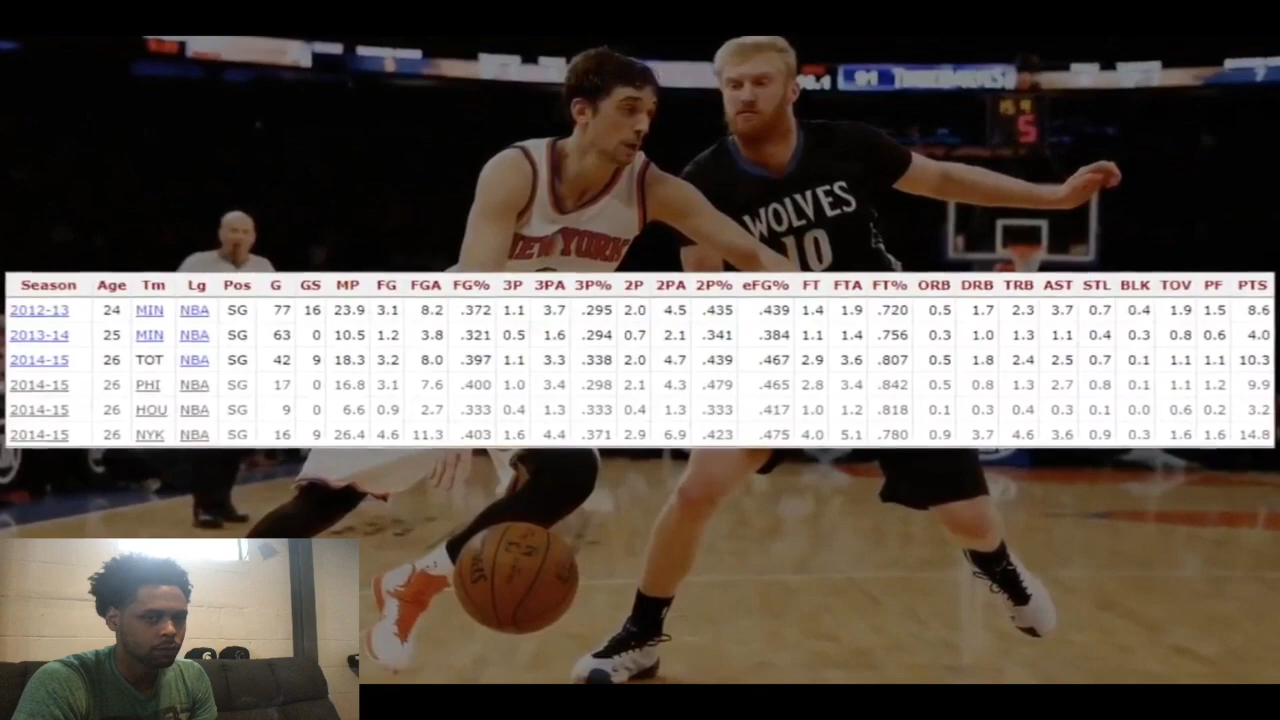 91 TIMBERWOLVES
15.4
5
NEW YORK
WOLVES
10
Season Age Tm Lg Pos G GS MP FG FGA FG% 3P 3PA 3P% 2P 2PA 2P% eFG% FT FTA FT% ORB DRB TRB AST STL BLK TOV PF PTS
2012-13 24 MIN NBA SG 77 16 23.9 3.1 8.2 .372 1.1 3.7 .295 2.0 4.5 .435 .439 1.4 1.9 .720 0.5 1.7 2.3 3.7 0.7 0.4 1.9 1.5 8.6
2013-14 25 MIN NBA SG 63 0 10.5 1.2 3.8 .321 0.5 1.6 .294 0.7 2.1 .341 .384 1.1 1.4 .756 0.3 1.0 1.3 1.1 0.4 0.3 0.8 0.6 4.0
2014-15 26 TOT NBA SG 42 9 18.3 3.2 8.0 .397 1.1 3.3 .338 2.0 4.7 .439 .467 2.9 3.6 .807 0.5 1.8 2.4 2.5 0.7 0.1 1.1 1.1 10.3
2014-15 26 PHI NBA SG 17 0 16.8 3.1 7.6 .400 1.0 3.4 .298 2.1 4.3 .479 .465 2.8 3.4 .842 0.5 0.8 1.3 2.7 0.8 0.1 1.1 1.2 9.9
2014-15 26 HOU NBA SG 9 0 6.6 0.9 2.7 .333 0.4 1.3 .333 0.4 1.3 .333 .417 1.0 1.2 .818 0.1 0.3 0.4 0.3 0.1 0.0 0.6 0.2 3.2
2014-15 26 NYK NBA SG 16 9 26.4 4.6 11.3 .403 1.6 4.4 .371 2.9 6.9 .423 .475 4.0 5.1 .780 0.9 3.7 4.6 3.6 0.9 0.3 1.6 1.6 14.8